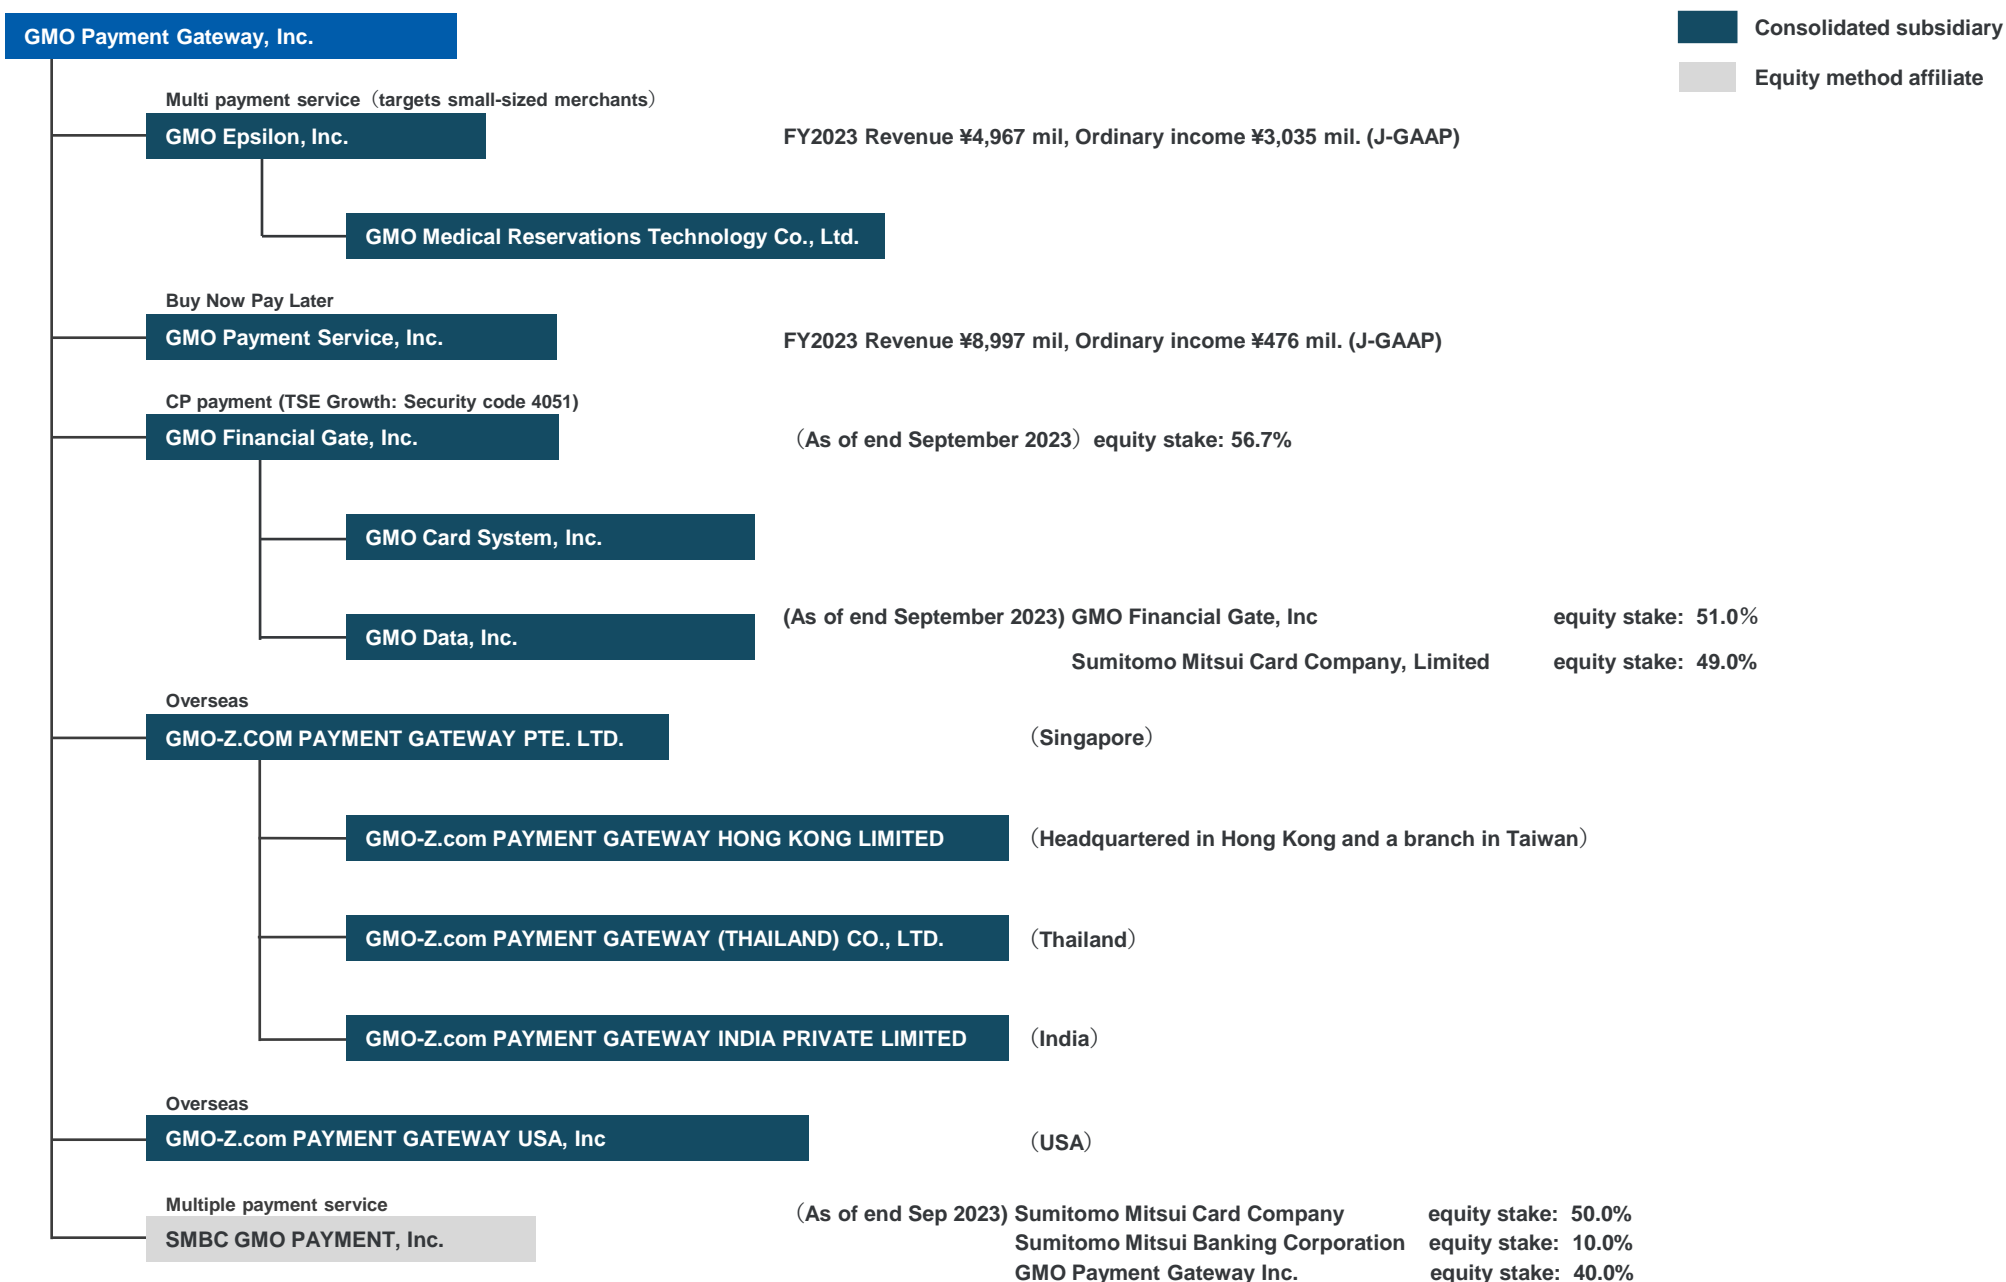 GMO Payment Gateway, Inc.
Consolidated subsidiary
Equity method affiliate
Multi payment service（targets small-sized merchants）
GMO Epsilon, Inc.
FY2023 Revenue ¥4,967 mil, Ordinary income ¥3,035 mil. (J-GAAP)
GMO Medical Reservations Technology Co., Ltd.
Buy Now Pay Later
GMO Payment Service, Inc.
FY2023 Revenue ¥8,997 mil, Ordinary income ¥476 mil. (J-GAAP)
CP payment (TSE Growth: Security code 4051)
GMO Financial Gate, Inc.
（As of end September 2023）equity stake: 56.7%
GMO Card System, Inc.
GMO Data, Inc.
(As of end September 2023) GMO Financial Gate, Inc equity stake: 51.0％
Sumitomo Mitsui Card Company, Limited equity stake: 49.0%
Overseas
GMO-Z.COM PAYMENT GATEWAY PTE. LTD.
（Singapore）
GMO-Z.com PAYMENT GATEWAY HONG KONG LIMITED
（Headquartered in Hong Kong and a branch in Taiwan）
GMO-Z.com PAYMENT GATEWAY (THAILAND) CO., LTD.
（Thailand）
GMO-Z.com PAYMENT GATEWAY INDIA PRIVATE LIMITED
（India）
Overseas
GMO-Z.com PAYMENT GATEWAY USA, Inc
（USA）
Multiple payment service
SMBC GMO PAYMENT, Inc.
（As of end Sep 2023) Sumitomo Mitsui Card Company equity stake: 50.0%
Sumitomo Mitsui Banking Corporation equity stake: 10.0%
GMO Payment Gateway Inc. equity stake: 40.0%